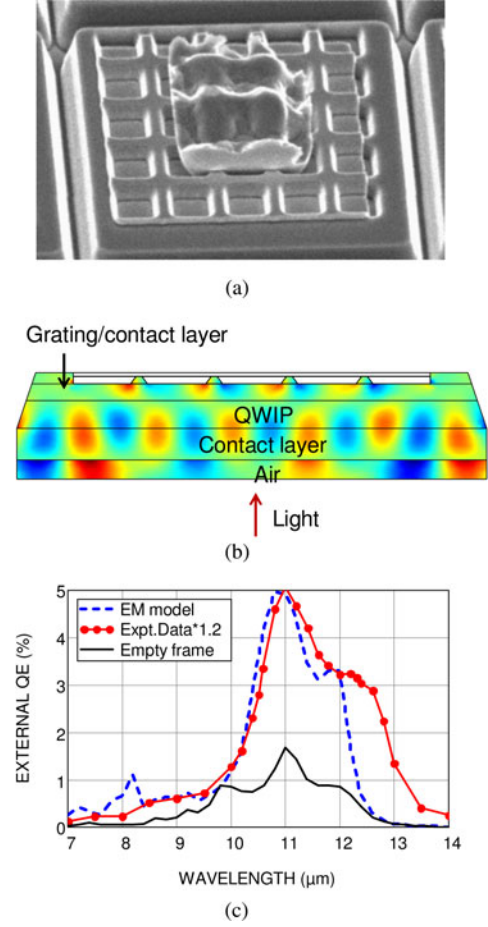 (a)
Grating/contact layer
QWIP
Contact layer
Air
Light
(b)
EXTERNAL QE (%)
5
4
3
2
1
0
EM model
Expt.Data*1.2
Empty frame
7 8 9 10 11 12 13 14
WAVELENGTH (μm)
(c)